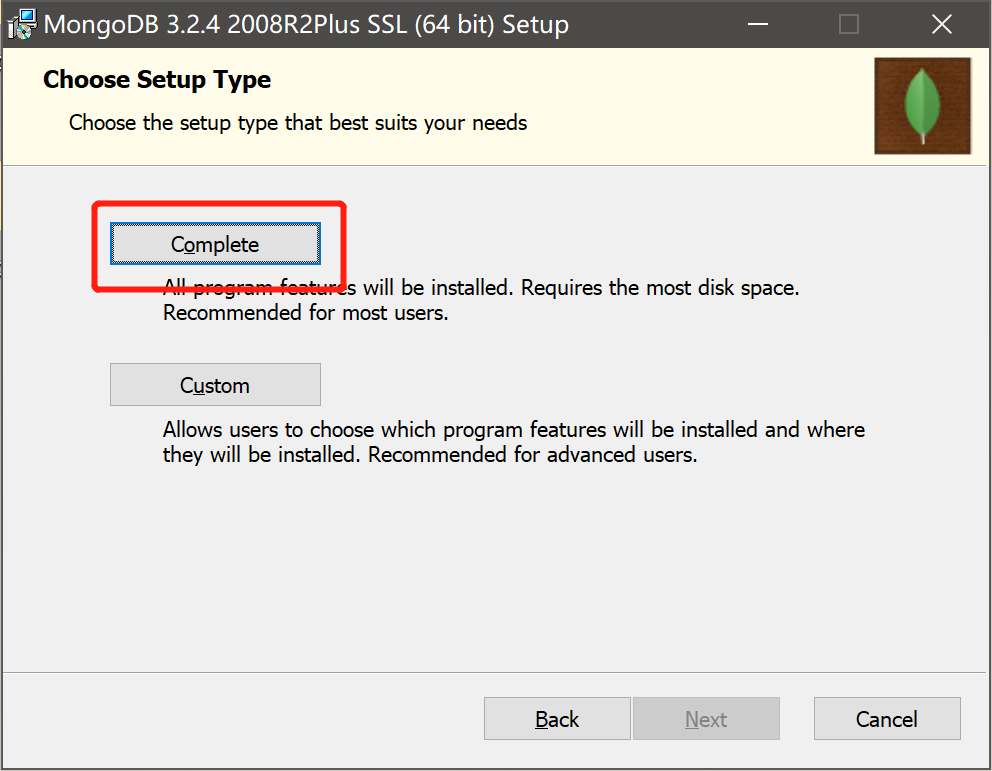 MongoDB 3.2.4 2008R2Plus SSL (64 bit) Setup
Choose Setup Type
Choose the setup type that best suits your needs
Complete
All program features will be installed. Requires the most disk space.
Recommended for most users.
Custom
Allows users to choose which program features will be installed and where
they will be installed. Recommended for advanced users.
Back Next Cancel